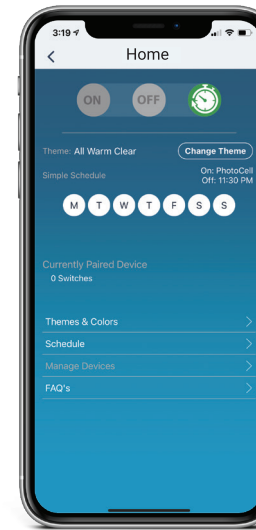 3:19
Home
ON OFF
Theme: All Warm Clear Change Theme
Simple Schedule On: PhotoCell
Off: 11:30 PM
M T W T F S S
Currently Paired Device
0 Switches
Themes & Colors
Schedule
Manage Devices
FAQ's